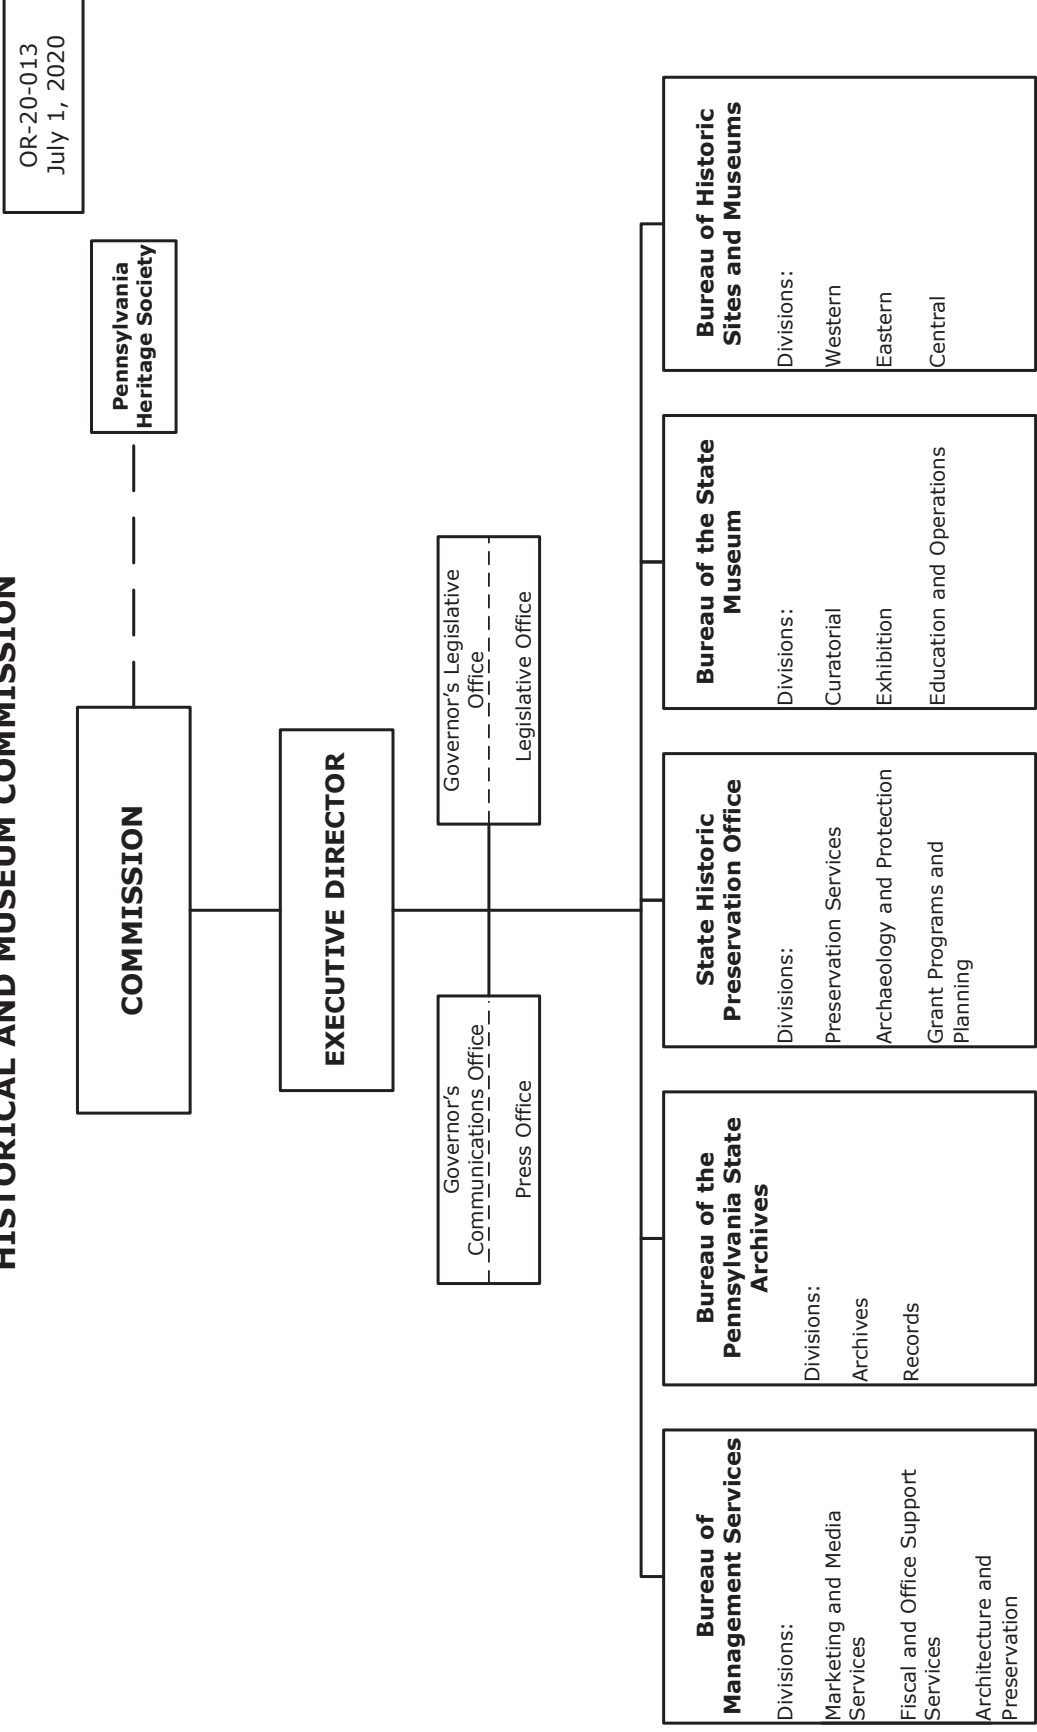 OR-20-013
July 1, 2020
HISTORICAL AND MUSEUM COMMISSION
COMMISSION
Pennsylvania
Heritage Society
EXECUTIVE DIRECTOR
Governor's
Communications Office
Press Office
Governor's Legislative
Office
Legislative Office
Bureau of
Management Services
Divisions:
Marketing and Media
Services
Fiscal and Office Support
Services
Architecture and
Preservation
Bureau of the
Pennsylvania State
Archives
Divisions:
Archives
Records
State Historic
Preservation Office
Divisions:
Preservation Services
Archaeology and Protection
Grant Programs and
Planning
Bureau of the State
Museum
Divisions:
Curatorial
Exhibition
Education and Operations
Bureau of Historic
Sites and Museums
Divisions:
Western
Eastern
Central